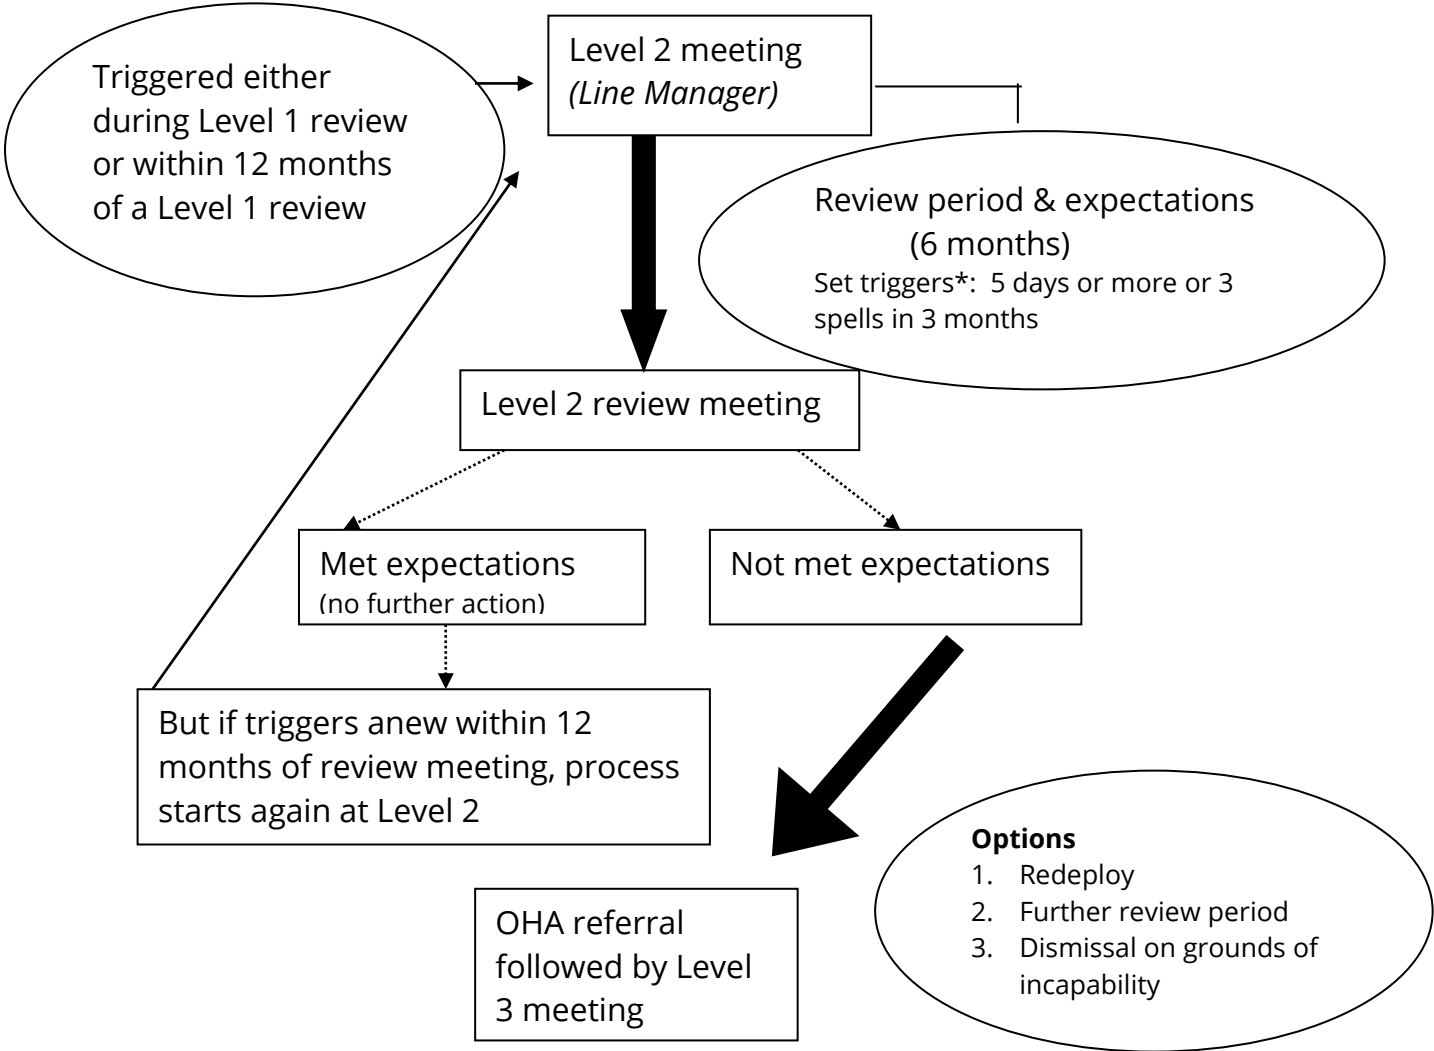 Triggered either
during Level 1 review
or within 12 months
of a Level 1 review
Level 2 meeting
(Line Manager)
Review period & expectations
(6 months)
Set triggers*: 5 days or more or 3
spells in 3 months
Level 2 review meeting
Met expectations
(no further action)
Not met expectations
But if triggers anew within 12
months of review meeting, process
starts again at Level 2
OHA referral
followed by Level
3 meeting
Options
1. Redeploy
2. Further review period
3. Dismissal on grounds of
incapability